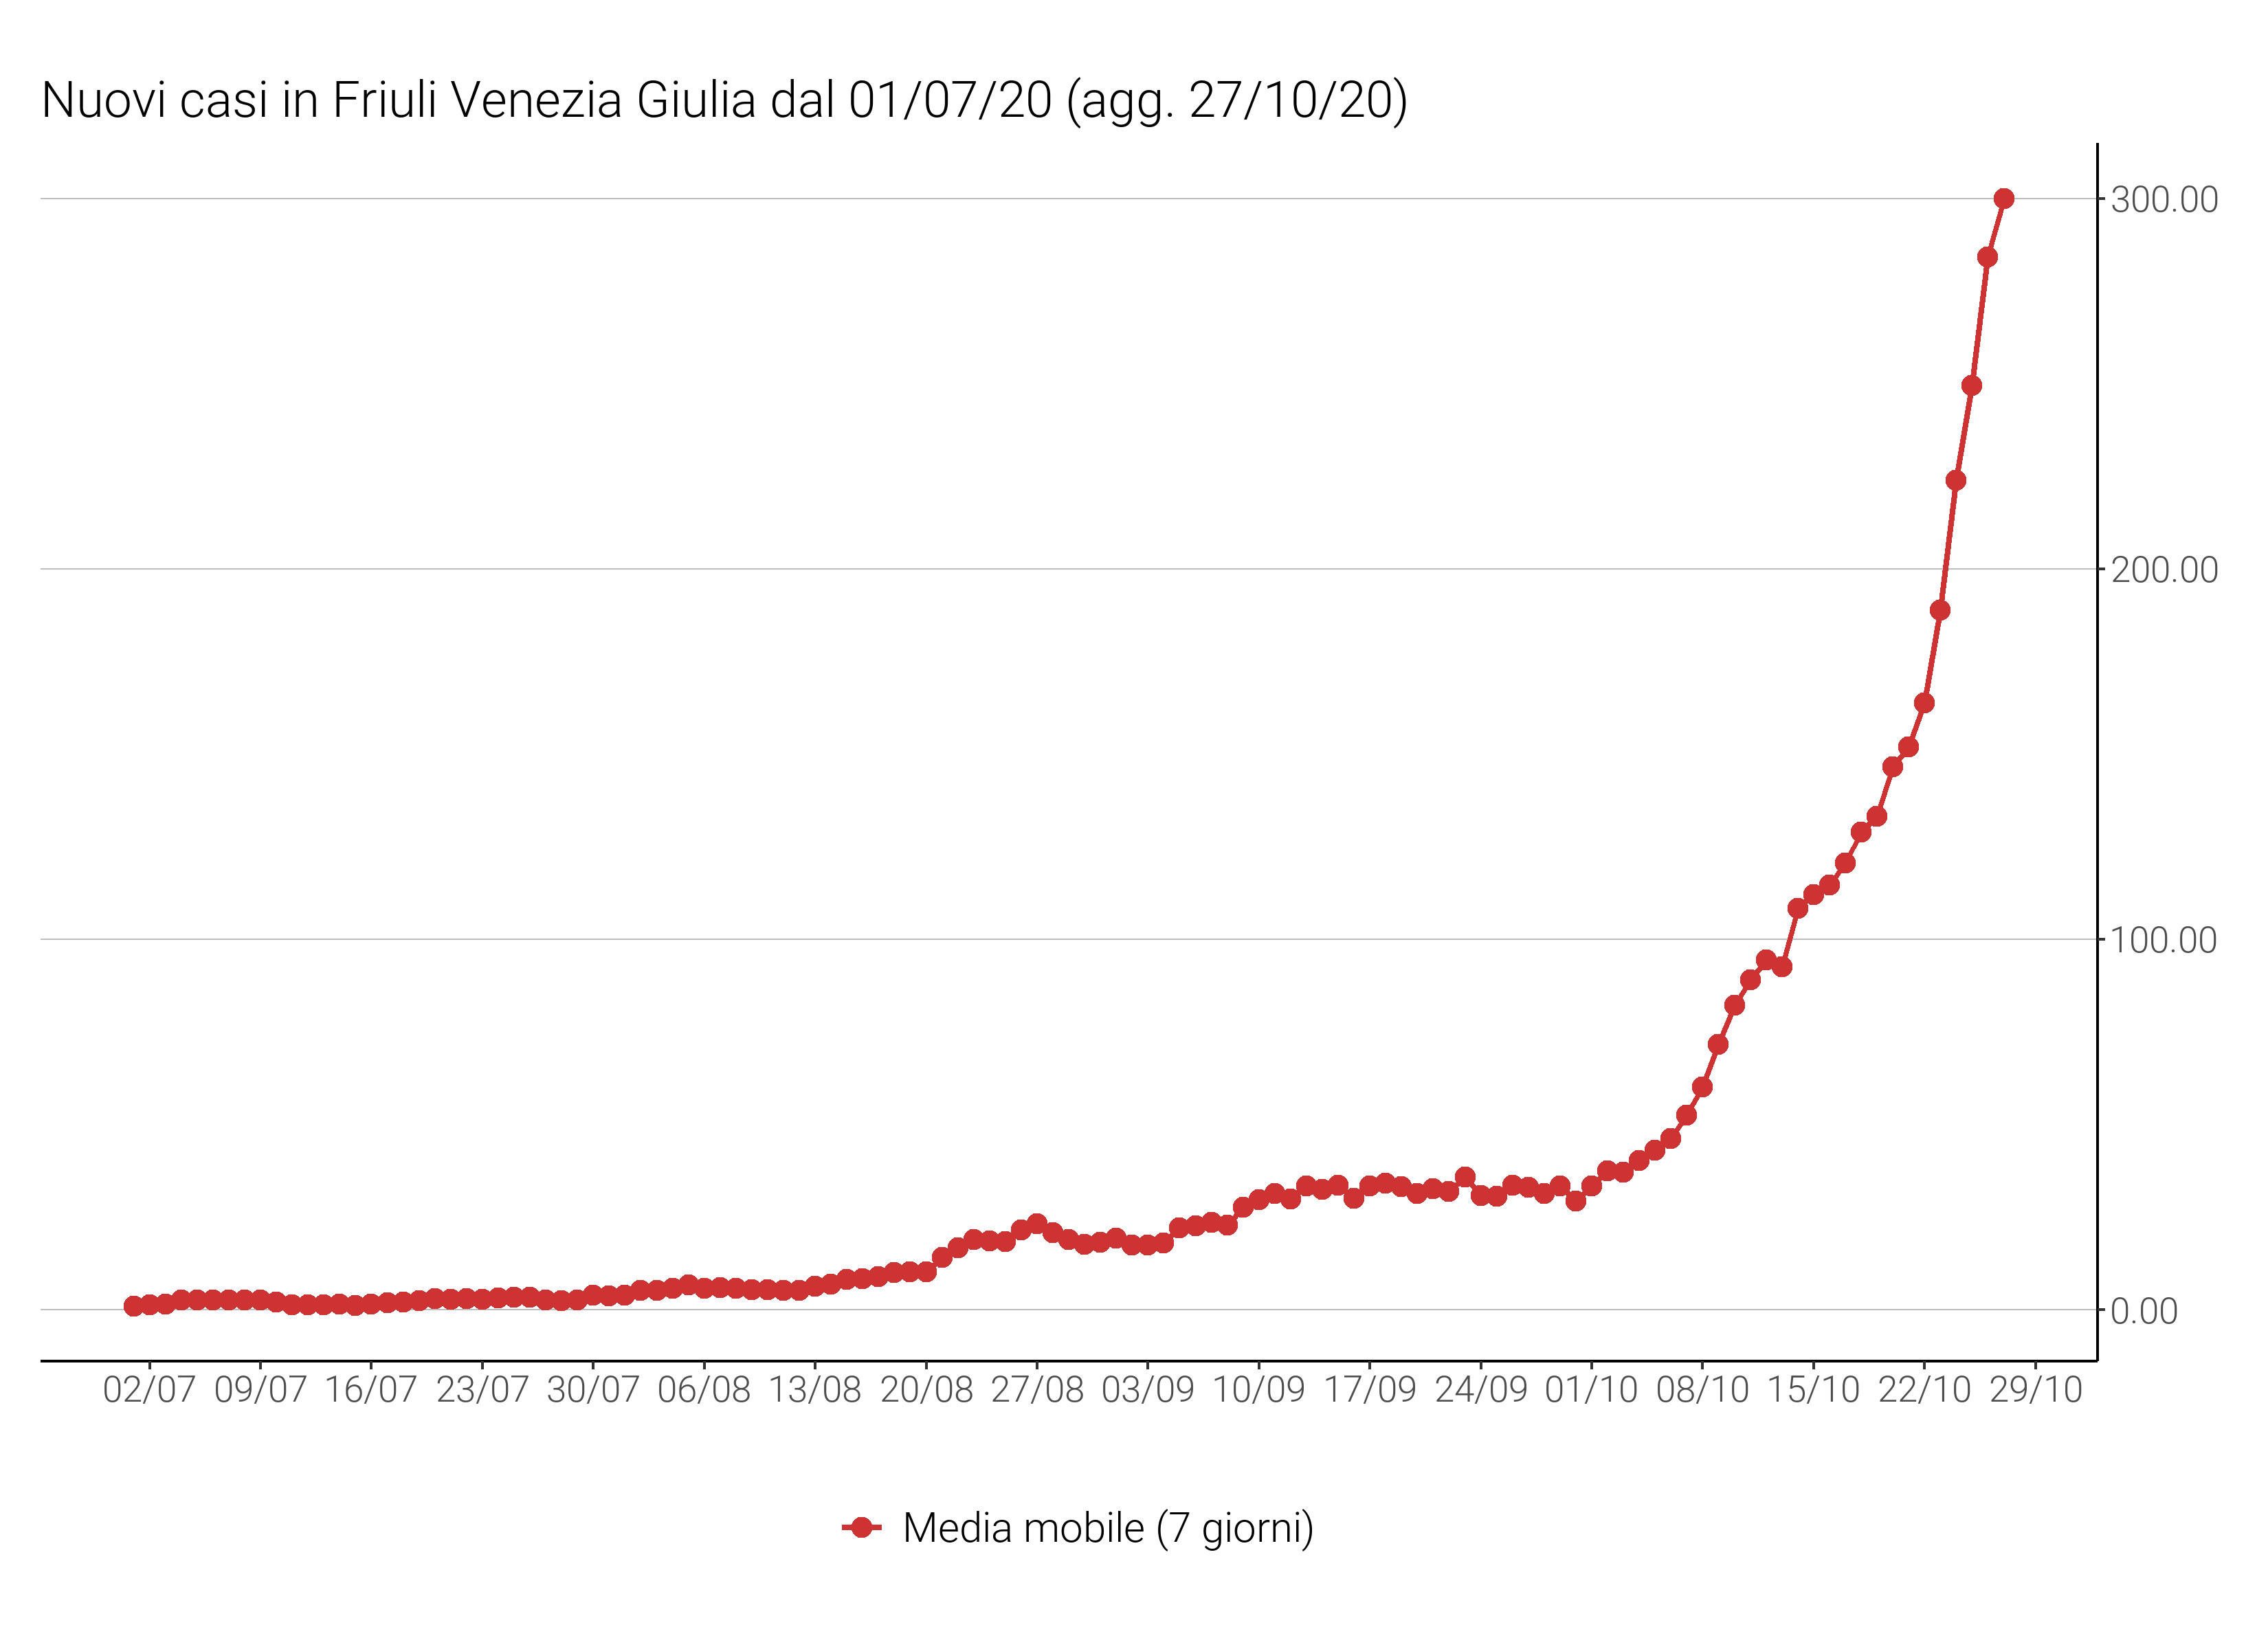 Nuovi casi in Friuli Venezia Giulia dal 01/07/20 (agg. 27/10/20)
300.00
200.00
100.00
0.00
02/07 09/07 16/07 23/07 30/07 06/08 13/08 20/08 27/08 03/09 10/09 17/09 24/09 01/10 08/10 15/10 22/10 29/10
Media mobile (7 giorni)